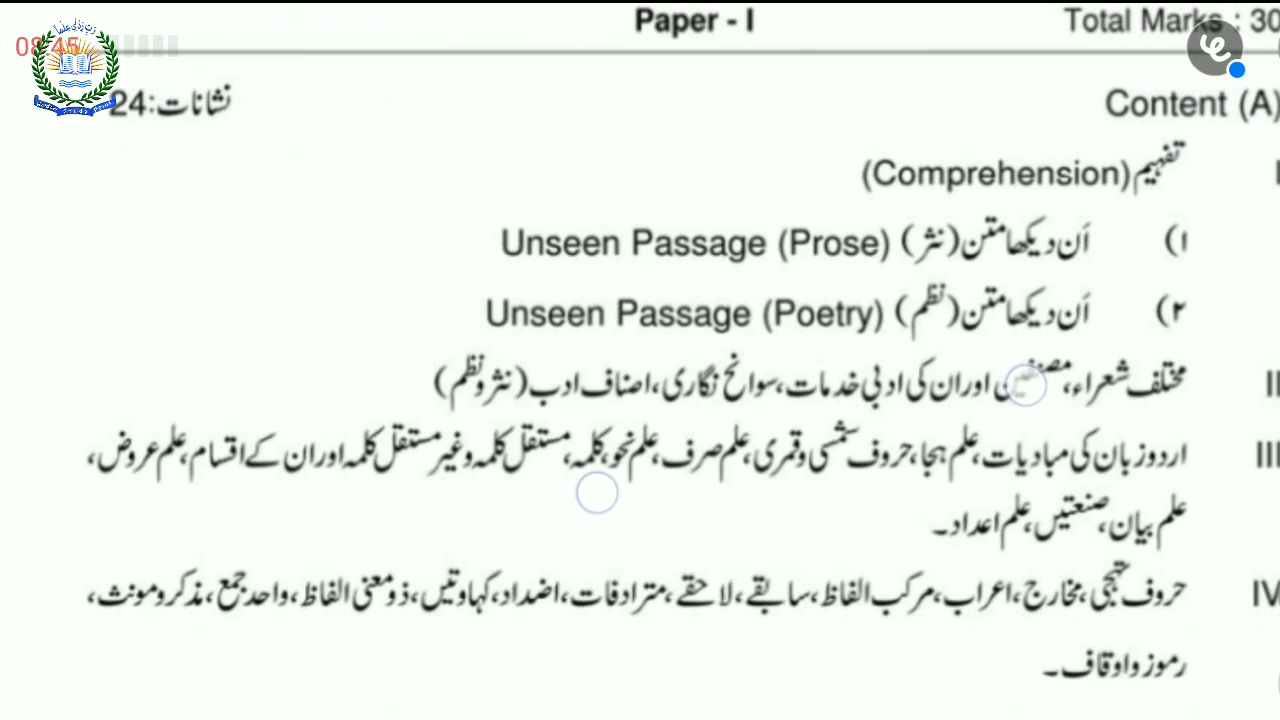 Paper - I
Total Marks : 30
08:45
Content (A) نشانات:24
I تفہیم (Comprehension)
۱) اَن دیکھا متن (نثر) Unseen Passage (Prose)
۲) اَن دیکھا متن (نظم) Unseen Passage (Poetry)
II مختلف شعراء، مصنفین اور ان کی ادبی خدمات، سوانح نگاری، اصناف ادب (نثر و نظم)
III اردو زبان کی مبادیات، علم ہجا، حروف شمسی و قمری، علم صرف، علم نحو، کلمہ، مستقل کلمہ و غیر مستقل کلمہ اور ان کے اقسام، علم عروض،
علم بیان، صنعتیں، علم اعداد۔
IV حروف تہجی، مخارج، اعراب، مرکب الفاظ، سابقے، لاحقے، مترادفات، اضداد، کہاوتیں، ذو معنی الفاظ، واحد جمع، مذکر و مونث،
رموز و اوقاف۔